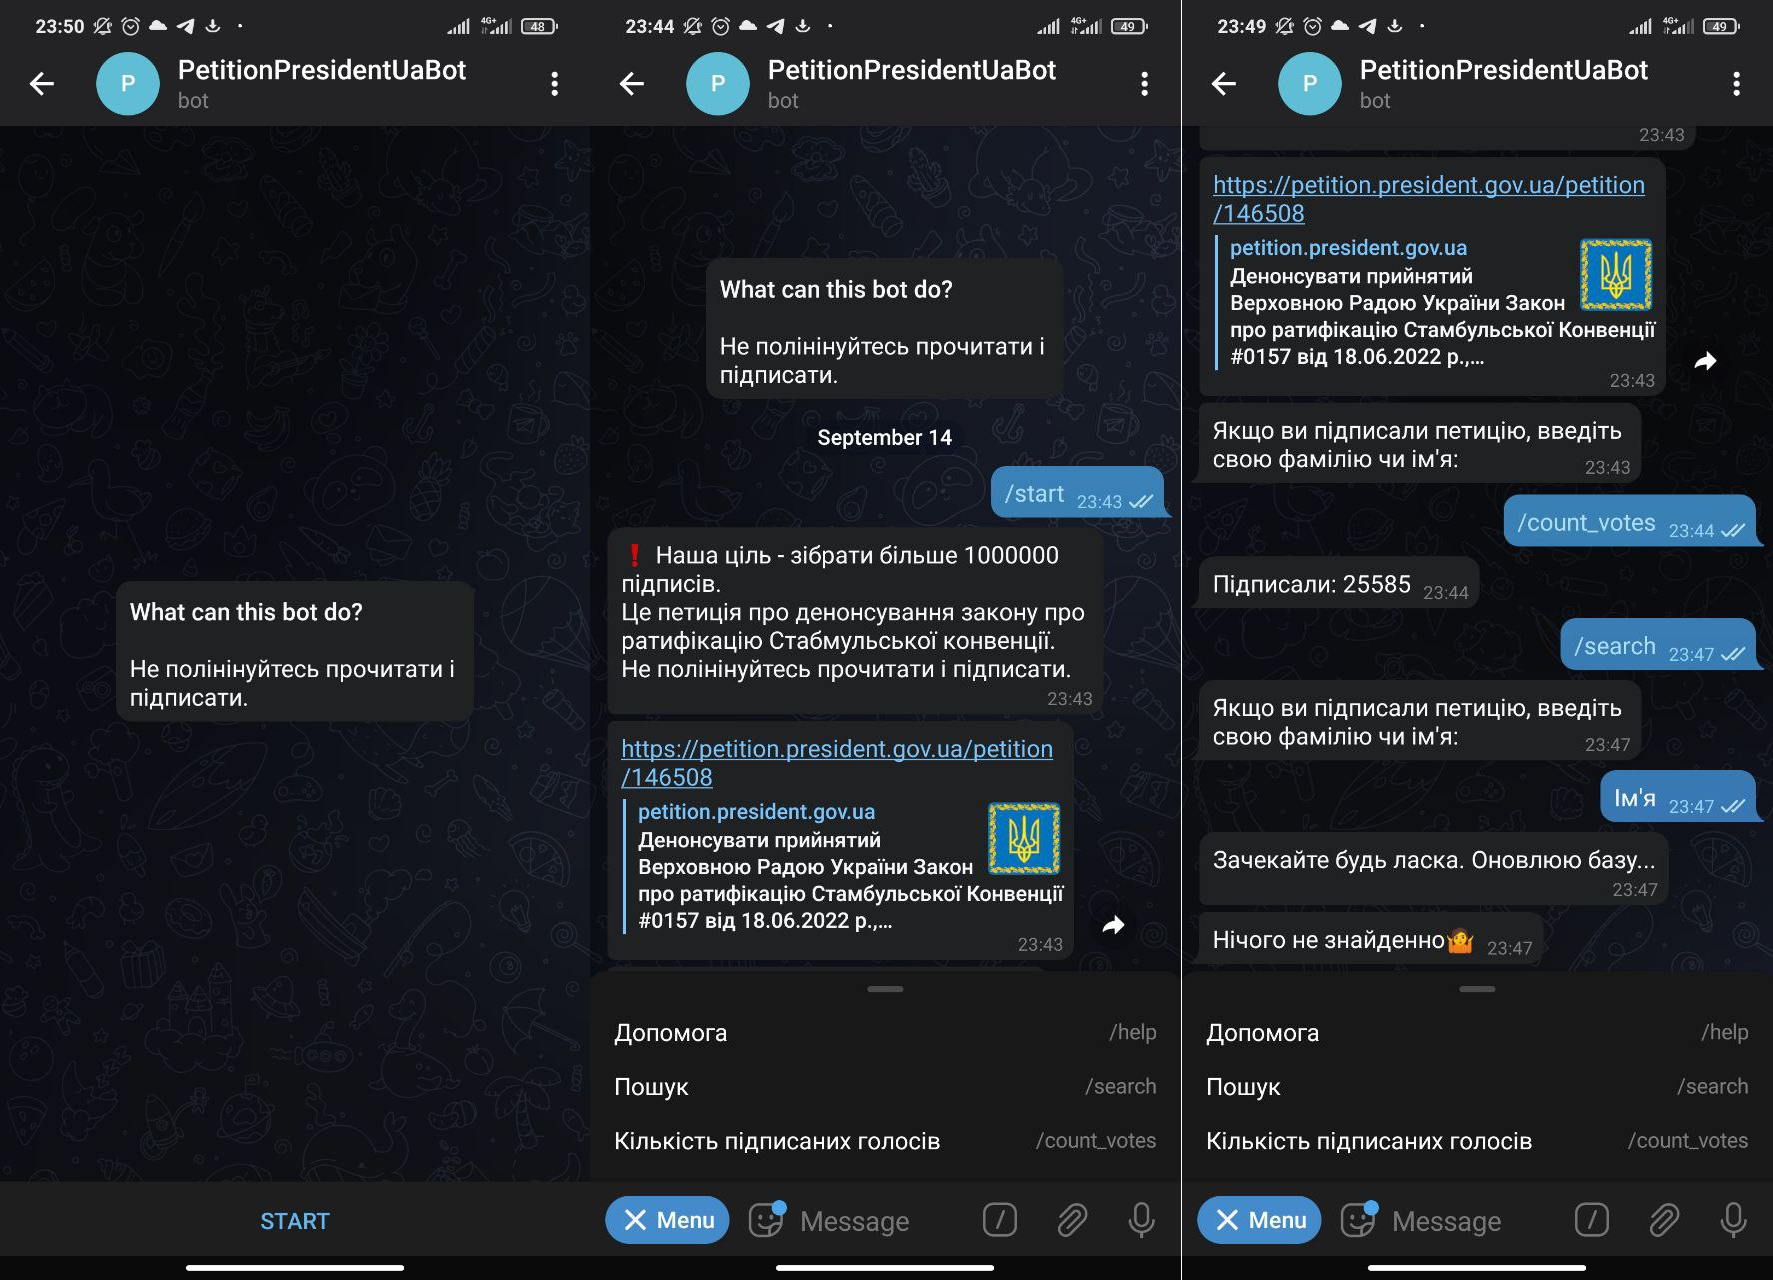 23:50
48
P
PetitionPresidentUaBot
bot
What can this bot do?
Не полінінуйтесь прочитати і
підписати.
START
23:44
4G+
49
P
PetitionPresidentUaBot
bot
What can this bot do?
Не полінінуйтесь прочитати і
підписати.
September 14
/start 23:43
❗ Наша ціль - зібрати більше 1000000
підписів.
Це петиція про денонсування закону про
ратифікацію Стабмульської конвенції.
Не полінінуйтесь прочитати і підписати.
23:43
https://petition.president.gov.ua/petition
/146508
petition.president.gov.ua
Денонсувати прийнятий
Верховною Радою України Закон
про ратифікацію Стамбульської Конвенції
#0157 від 18.06.2022 р.,...
23:43
Допомога /help
Пошук /search
Кількість підписаних голосів /count_votes
Menu
Message
23:49
4G+
49
P
PetitionPresidentUaBot
bot
23:43
https://petition.president.gov.ua/petition
/146508
petition.president.gov.ua
Денонсувати прийнятий
Верховною Радою України Закон
про ратифікацію Стамбульської Конвенції
#0157 від 18.06.2022 р.,...
23:43
Якщо ви підписали петицію, введіть
свою фамілію чи ім'я: 23:43
/count_votes 23:44
Підписали: 25585 23:44
/search 23:47
Якщо ви підписали петицію, введіть
свою фамілію чи ім'я: 23:47
Ім'я 23:47
Зачекайте будь ласка. Оновлюю базу...
23:47
Нічого не знайденно🤷 23:47
Допомога /help
Пошук /search
Кількість підписаних голосів /count_votes
Menu
Message